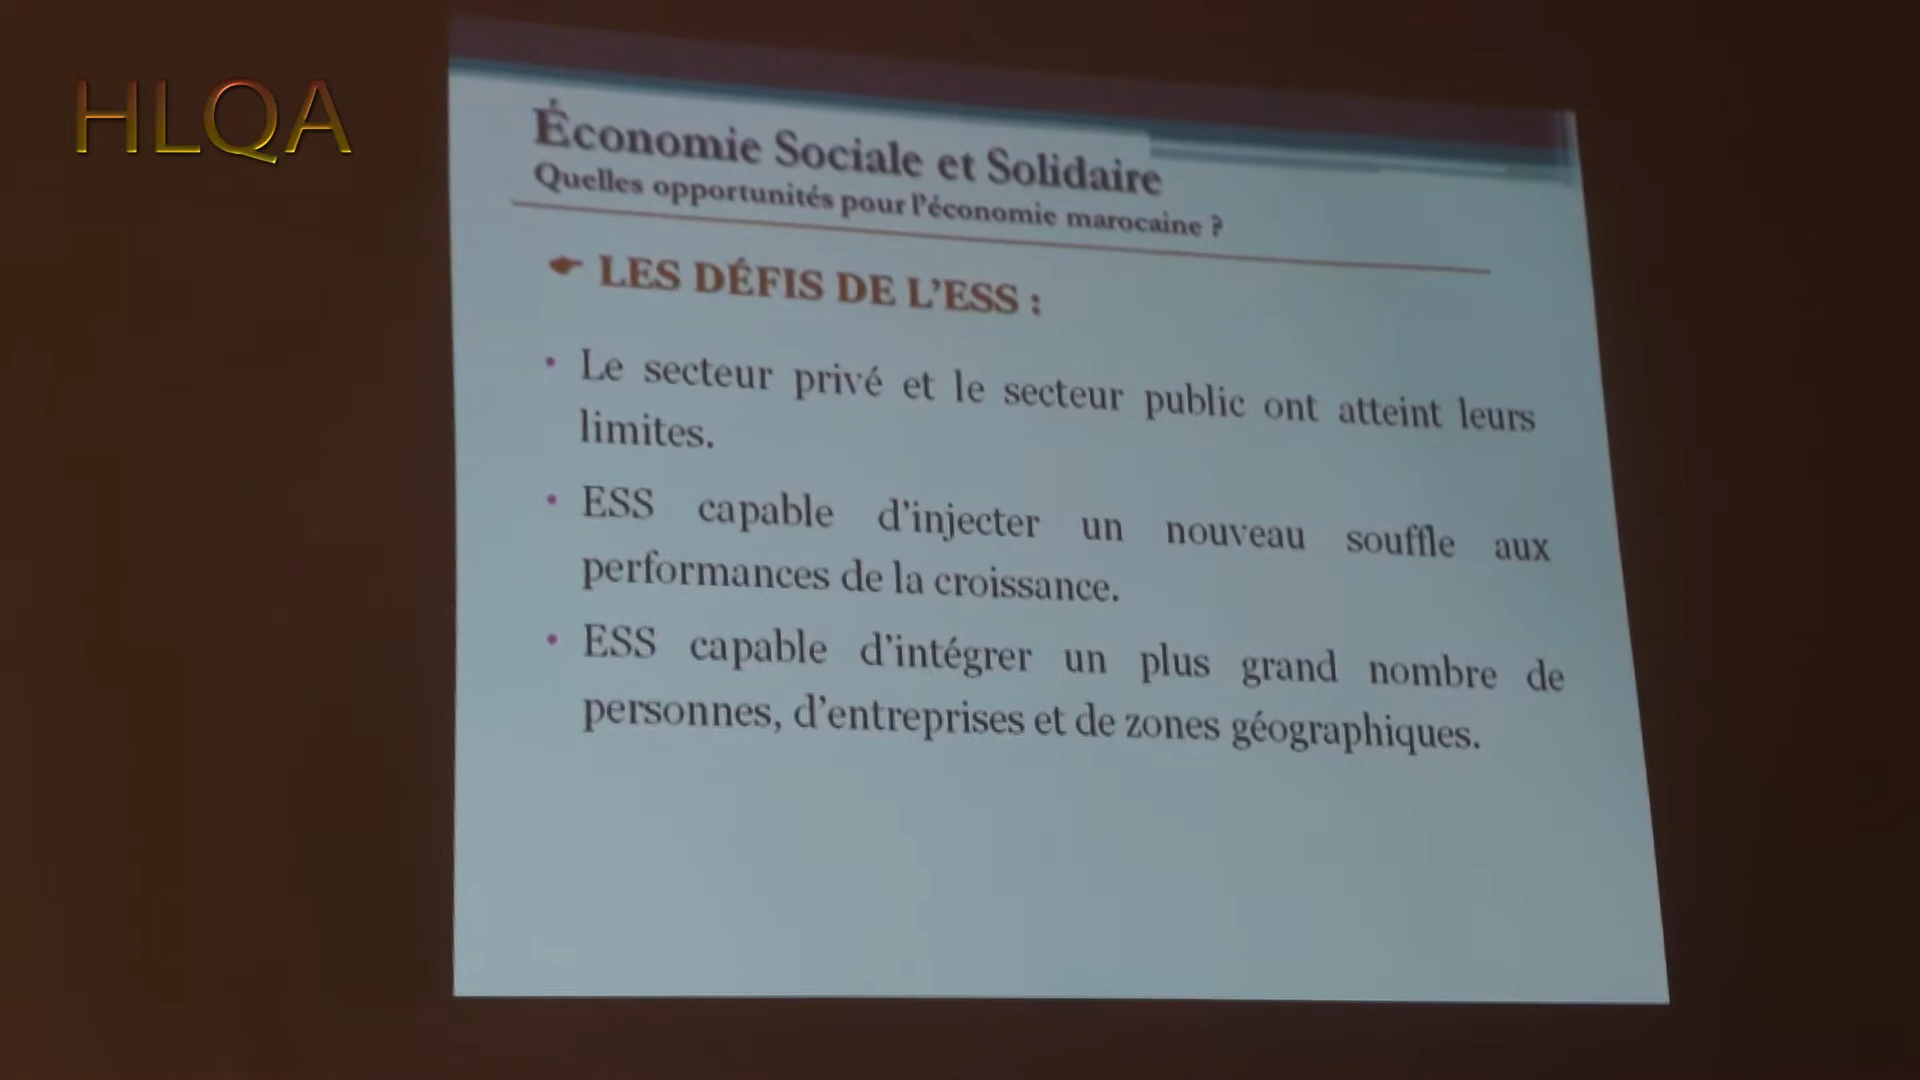 HLQA
Économie Sociale et Solidaire
Quelles opportunités pour l'économie marocaine ?
LES DÉFIS DE L'ESS :
• Le secteur privé et le secteur public ont atteint leurs
limites.
• ESS capable d'injecter un nouveau souffle aux
performances de la croissance.
• ESS capable d'intégrer un plus grand nombre de
personnes, d'entreprises et de zones géographiques.